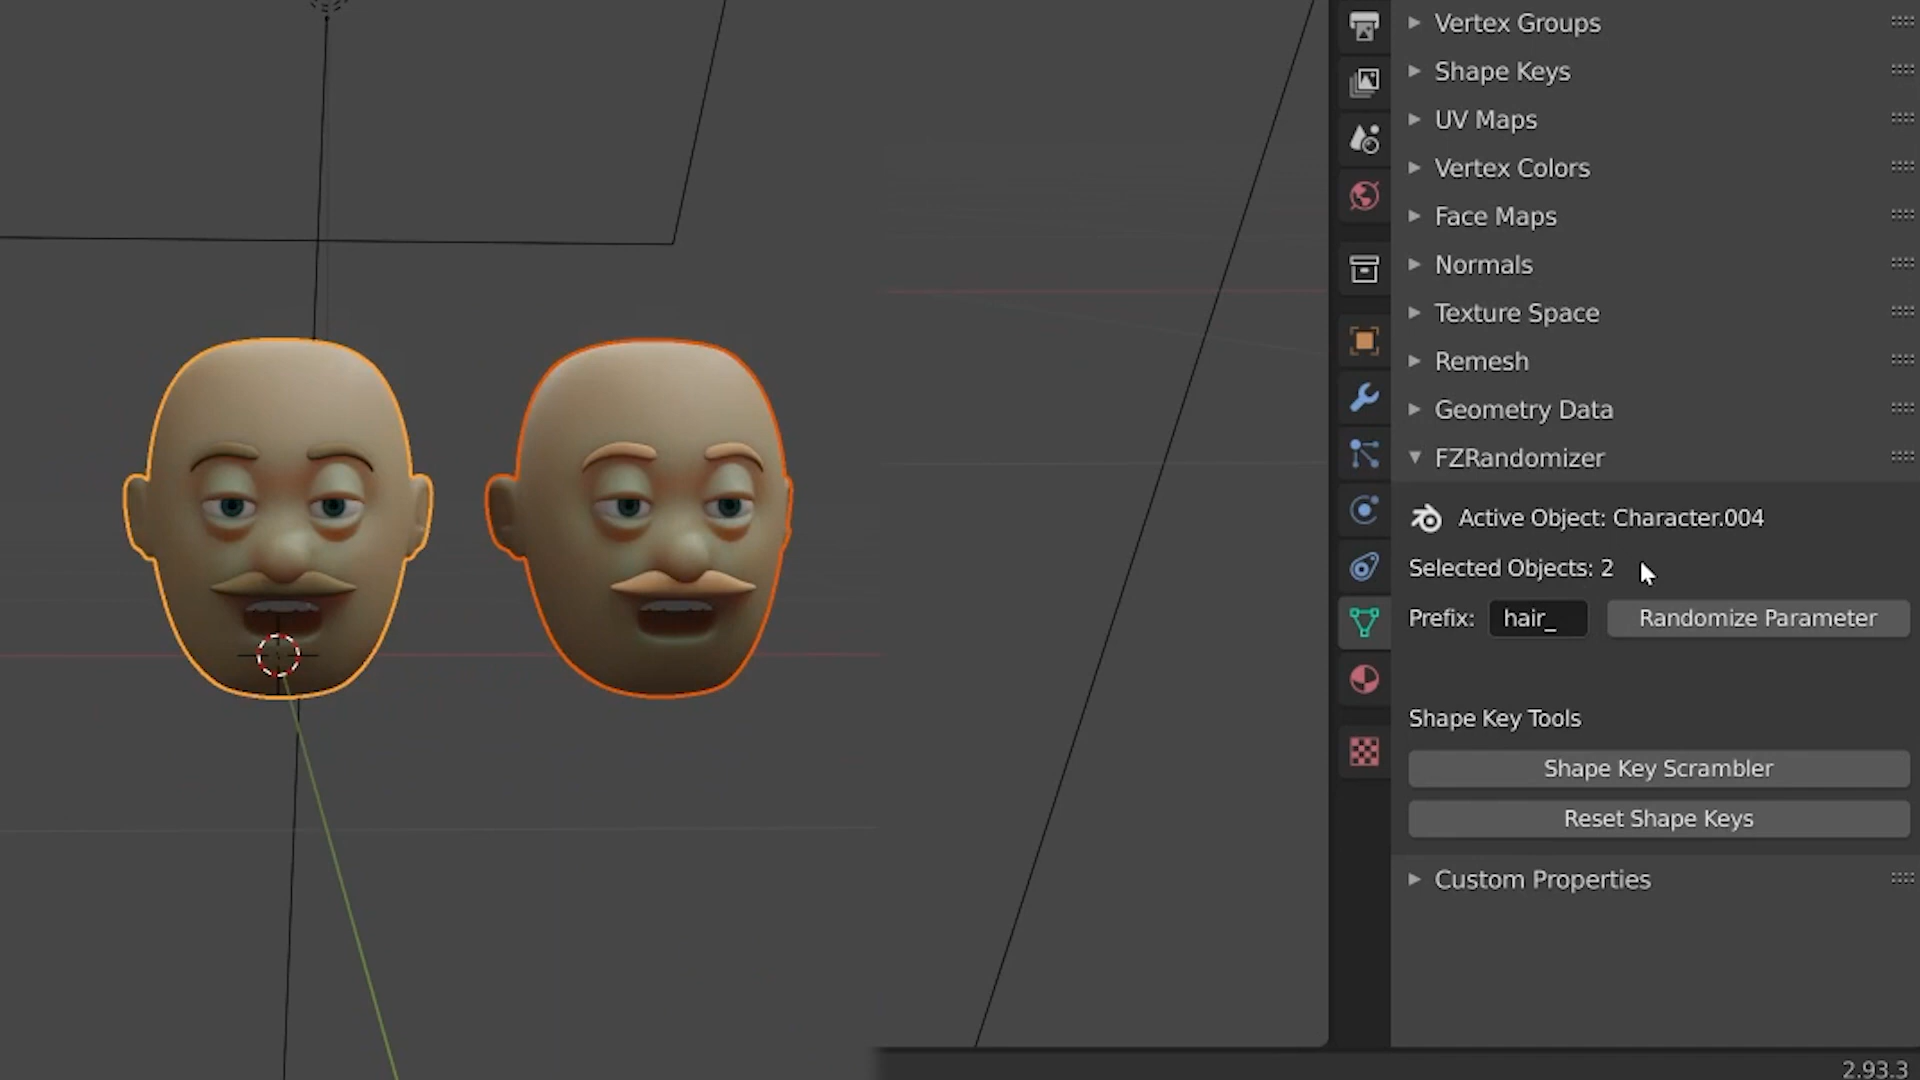 Vertex Groups
Shape Keys
UV Maps
Vertex Colors
Face Maps
Normals
Texture Space
Remesh
Geometry Data
FZRandomizer
Active Object: Character.004
Selected Objects: 2
Prefix: hair_ Randomize Parameter
Shape Key Tools
Shape Key Scrambler
Reset Shape Keys
Custom Properties
2.93.3